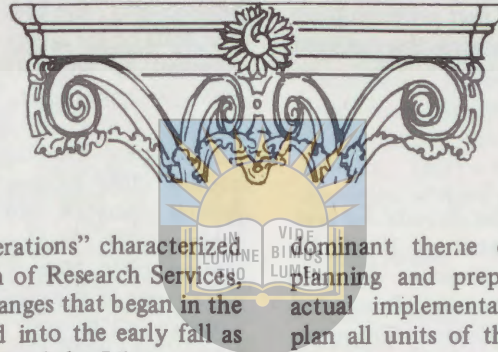 erations” characterized
n of Research Services,
anges that began in the
d into the early fall as
IN
LUMINE
TUO
VIDE
BIMUS
LUMEN
dominant theme
planning and prep
actual implementa
plan all units of th